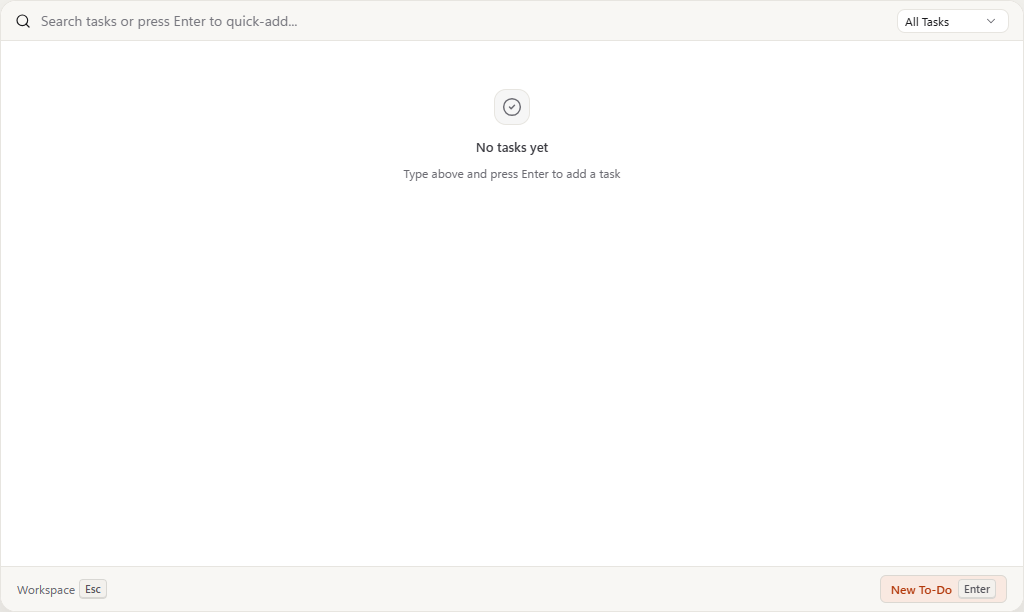 Search tasks or press Enter to quick-add...
All Tasks
No tasks yet
Type above and press Enter to add a task
Workspace Esc
New To-Do Enter